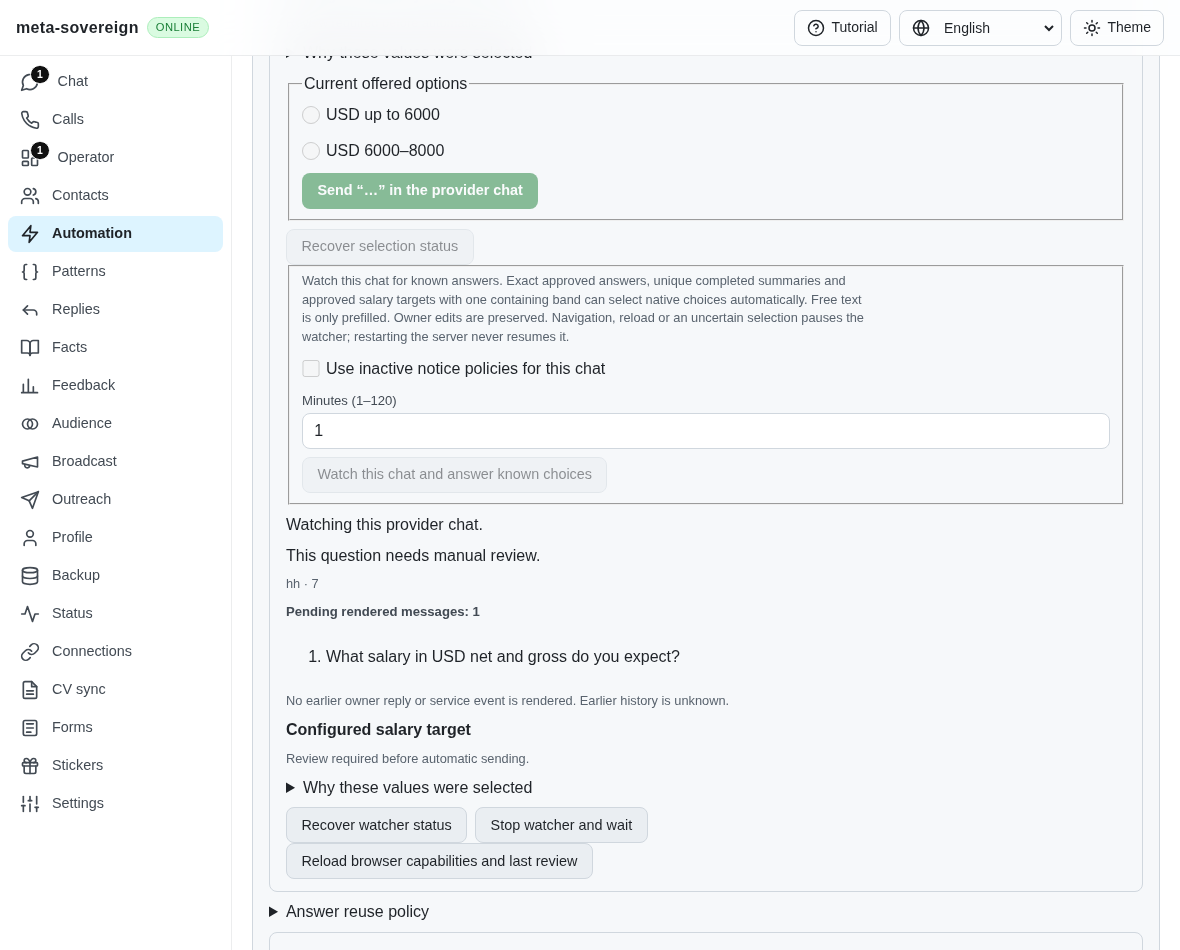 meta-sovereign ONLINE
Tutorial
English
Theme
1 Chat
Calls
1 Operator
Contacts
Automation
Patterns
Replies
Facts
Feedback
Audience
Broadcast
Outreach
Profile
Backup
Status
Connections
CV sync
Forms
Stickers
Settings
Why these values were selected
Current offered options
USD up to 6000
USD 6000–8000
Send “…” in the provider chat
Recover selection status
Watch this chat for known answers. Exact approved answers, unique completed summaries and
approved salary targets with one containing band can select native choices automatically. Free text
is only prefilled. Owner edits are preserved. Navigation, reload or an uncertain selection pauses the
watcher; restarting the server never resumes it.
Use inactive notice policies for this chat
Minutes (1–120)
1
Watch this chat and answer known choices
Watching this provider chat.
This question needs manual review.
hh · 7
Pending rendered messages: 1
1. What salary in USD net and gross do you expect?
No earlier owner reply or service event is rendered. Earlier history is unknown.
Configured salary target
Review required before automatic sending.
Why these values were selected
Recover watcher status
Stop watcher and wait
Reload browser capabilities and last review
Answer reuse policy